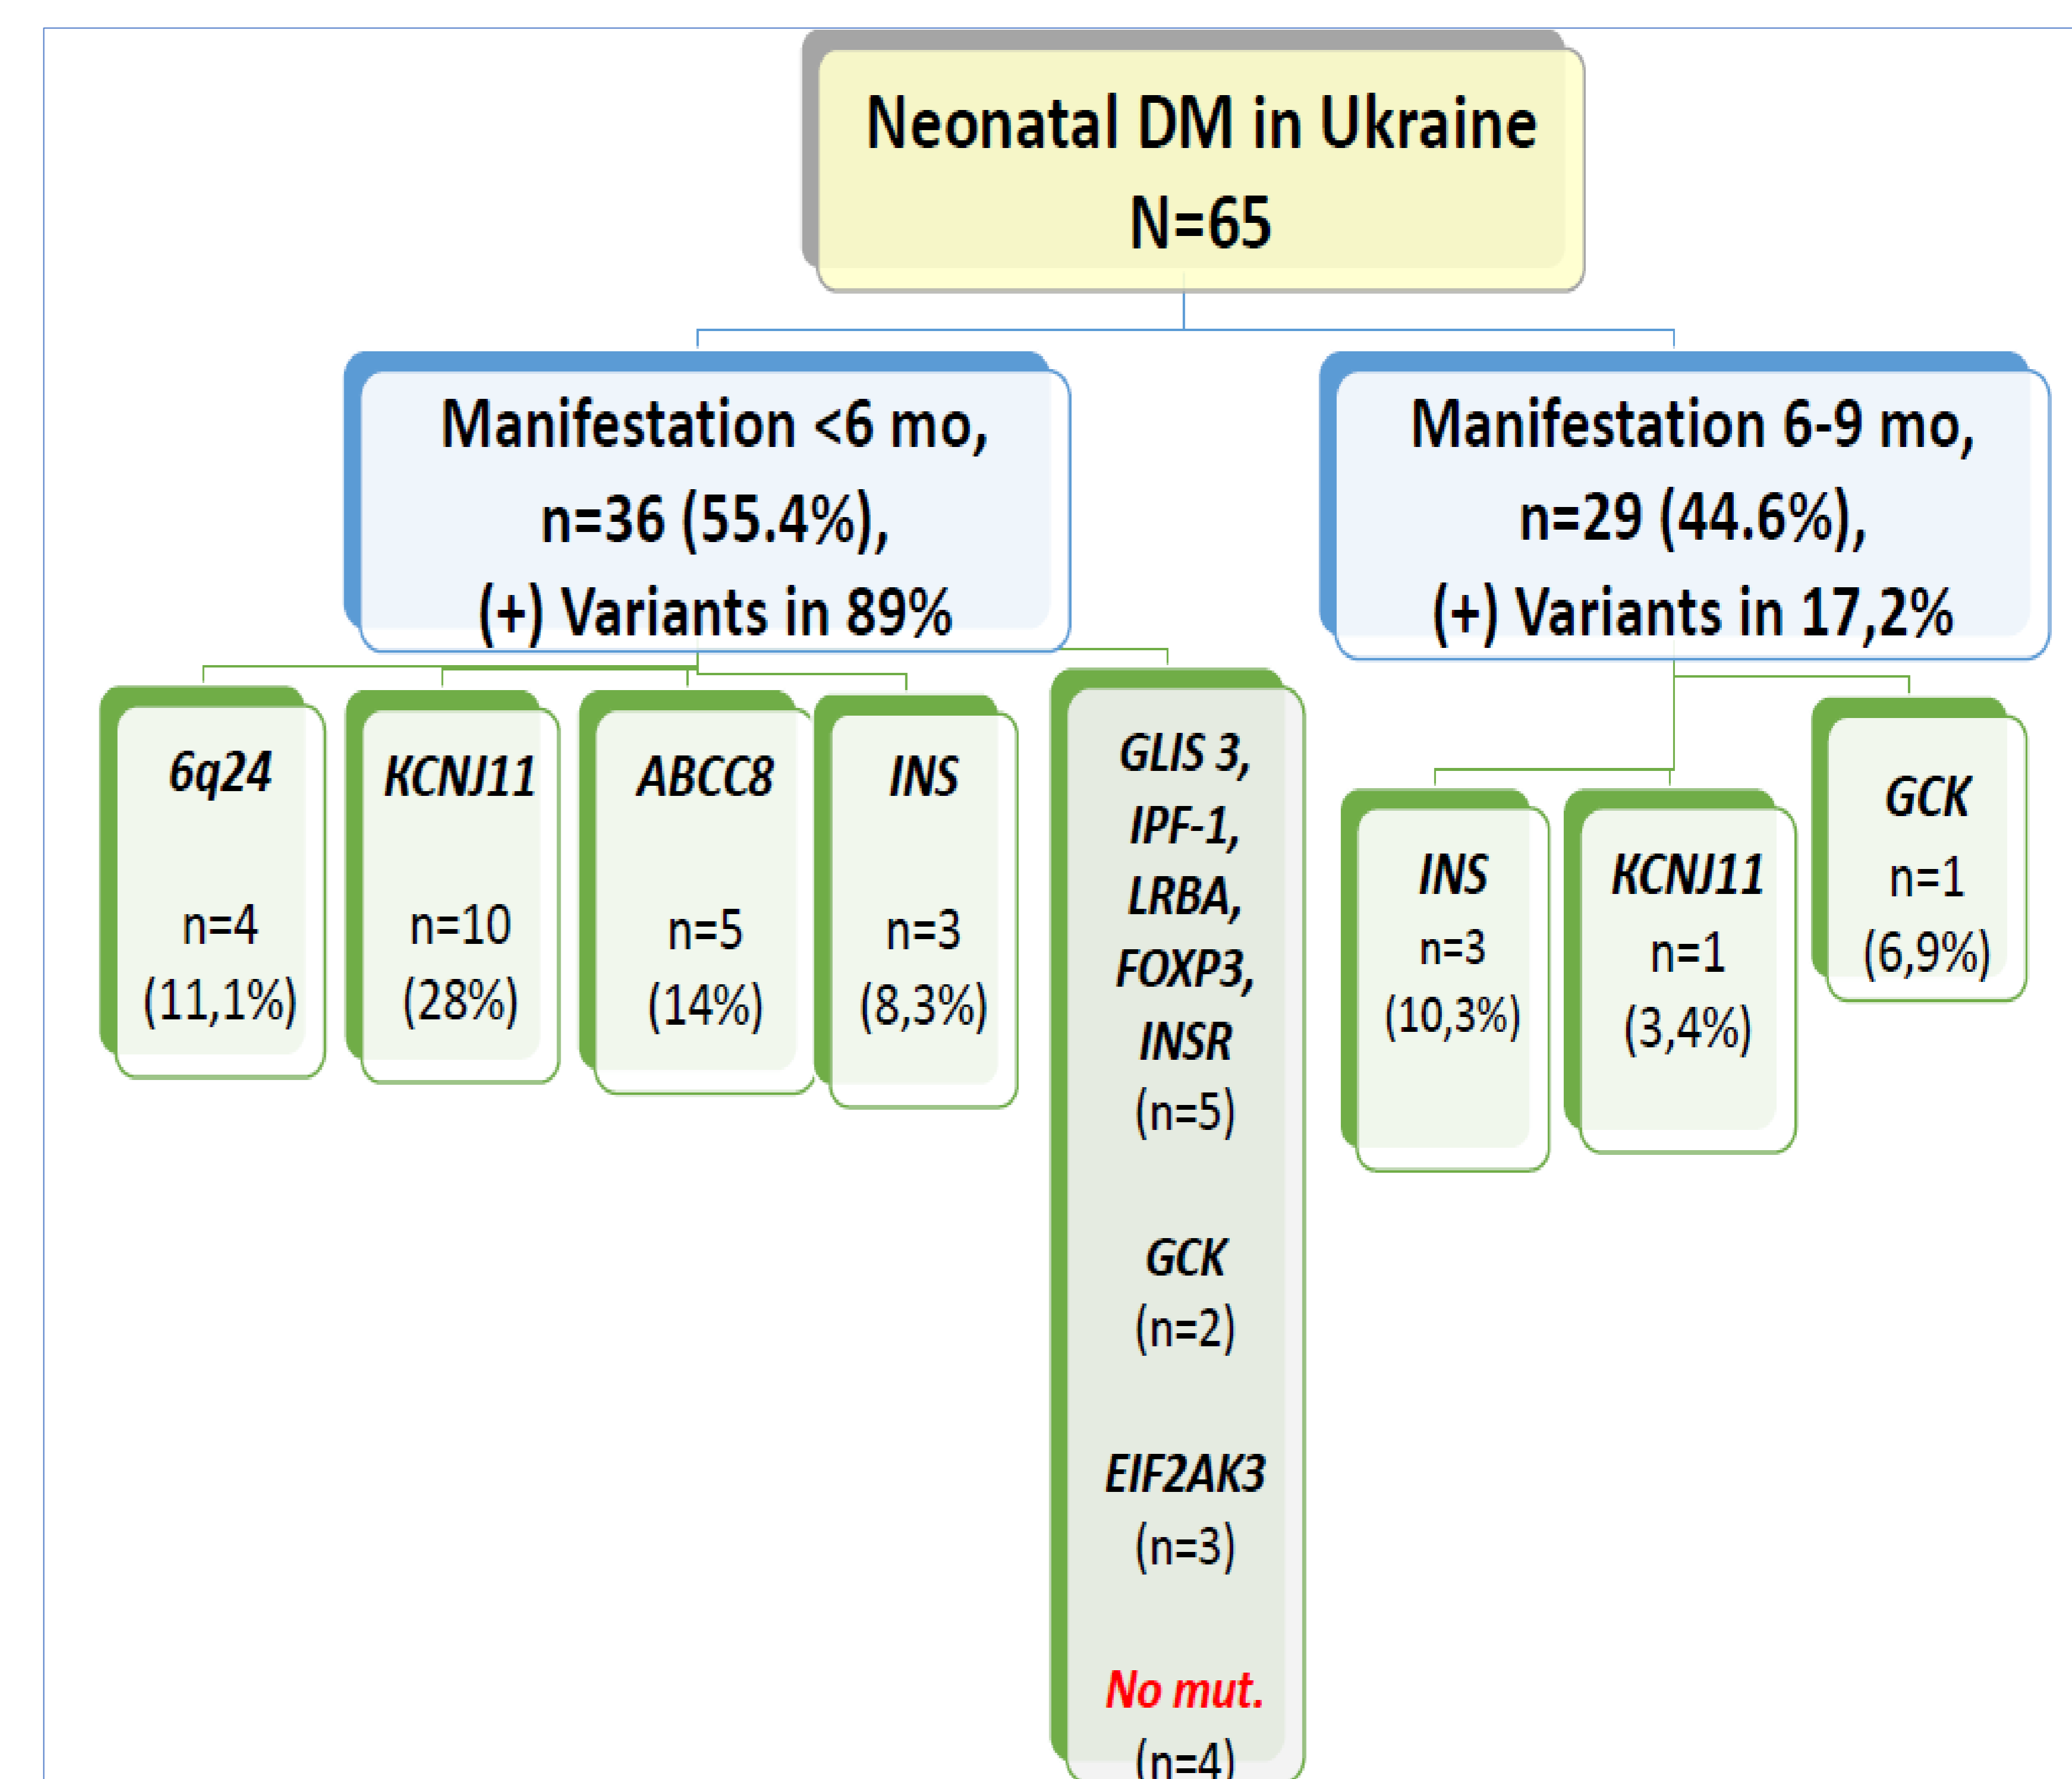 Neonatal DM in Ukraine
N=65
Manifestation <6 mo,
n=36 (55.4%),
(+) Variants in 89%
Manifestation 6-9 mo,
n=29 (44.6%),
(+) Variants in 17,2%
6q24
n=4
(11,1%)
KCNJ11
n=10
(28%)
ABCC8
n=5
(14%)
INS
n=3
(8,3%)
GLIS 3,
IPF-1,
LRBA,
FOXP3,
INSR
(n=5)
GCK
(n=2)
EIF2AK3
(n=3)
No mut.
(n=4)
INS
n=3
(10,3%)
KCNJ11
n=1
(3,4%)
GCK
n=1
(6,9%)